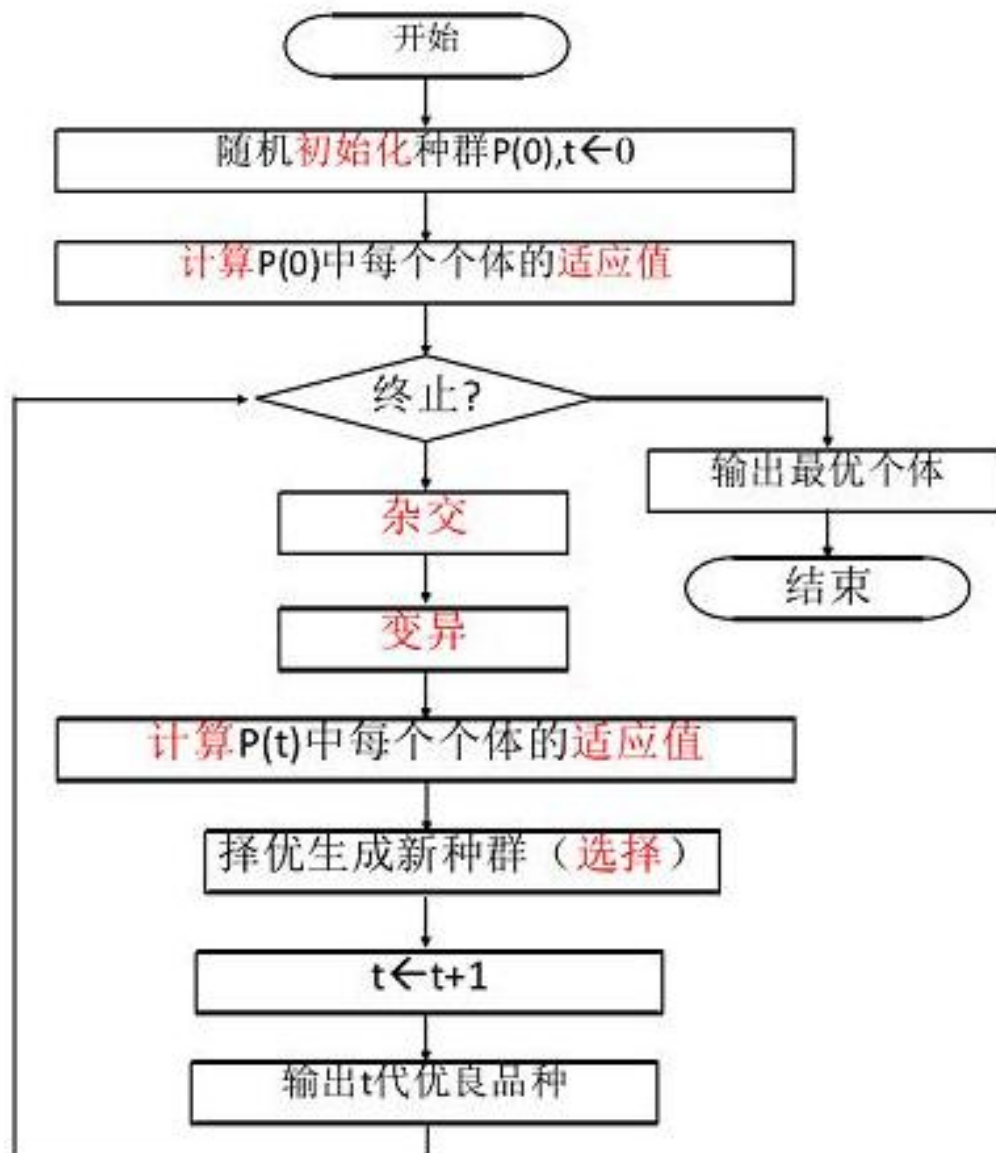 开始
随机初始化种群P(0),t←0
计算P(0)中每个个体的适应值
终止?
输出最优个体
杂交
结束
变异
计算P(t)中每个个体的适应值
择优生成新种群（选择）
t←t+1
输出t代优良品种